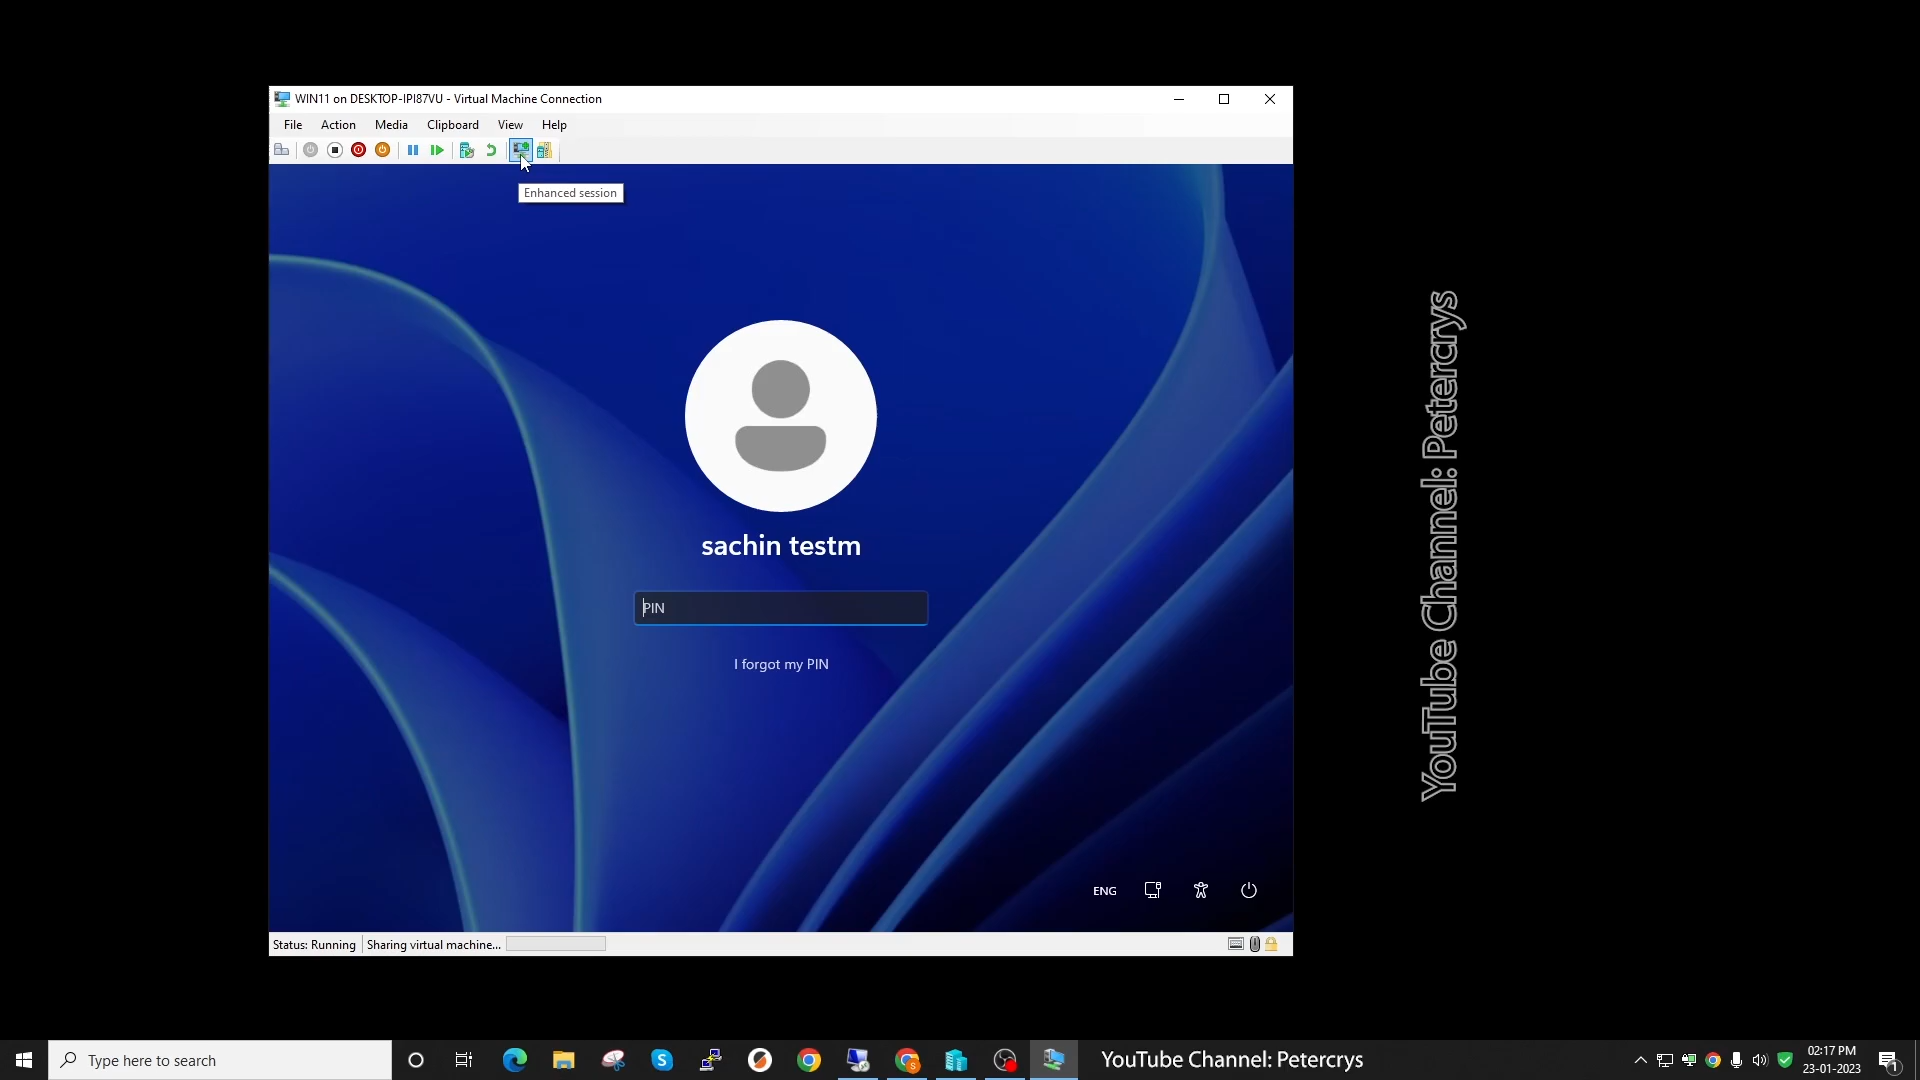 WIN11 on DESKTOP-IPI87VU - Virtual Machine Connection
File Action Media Clipboard View Help
Enhanced session
sachin testm
PIN
I forgot my PIN
ENG
Status: Running Sharing virtual machine...
YouTube Channel: Petercrys
Type here to search
YouTube Channel: Petercrys
02:17 PM
23-01-2023
1